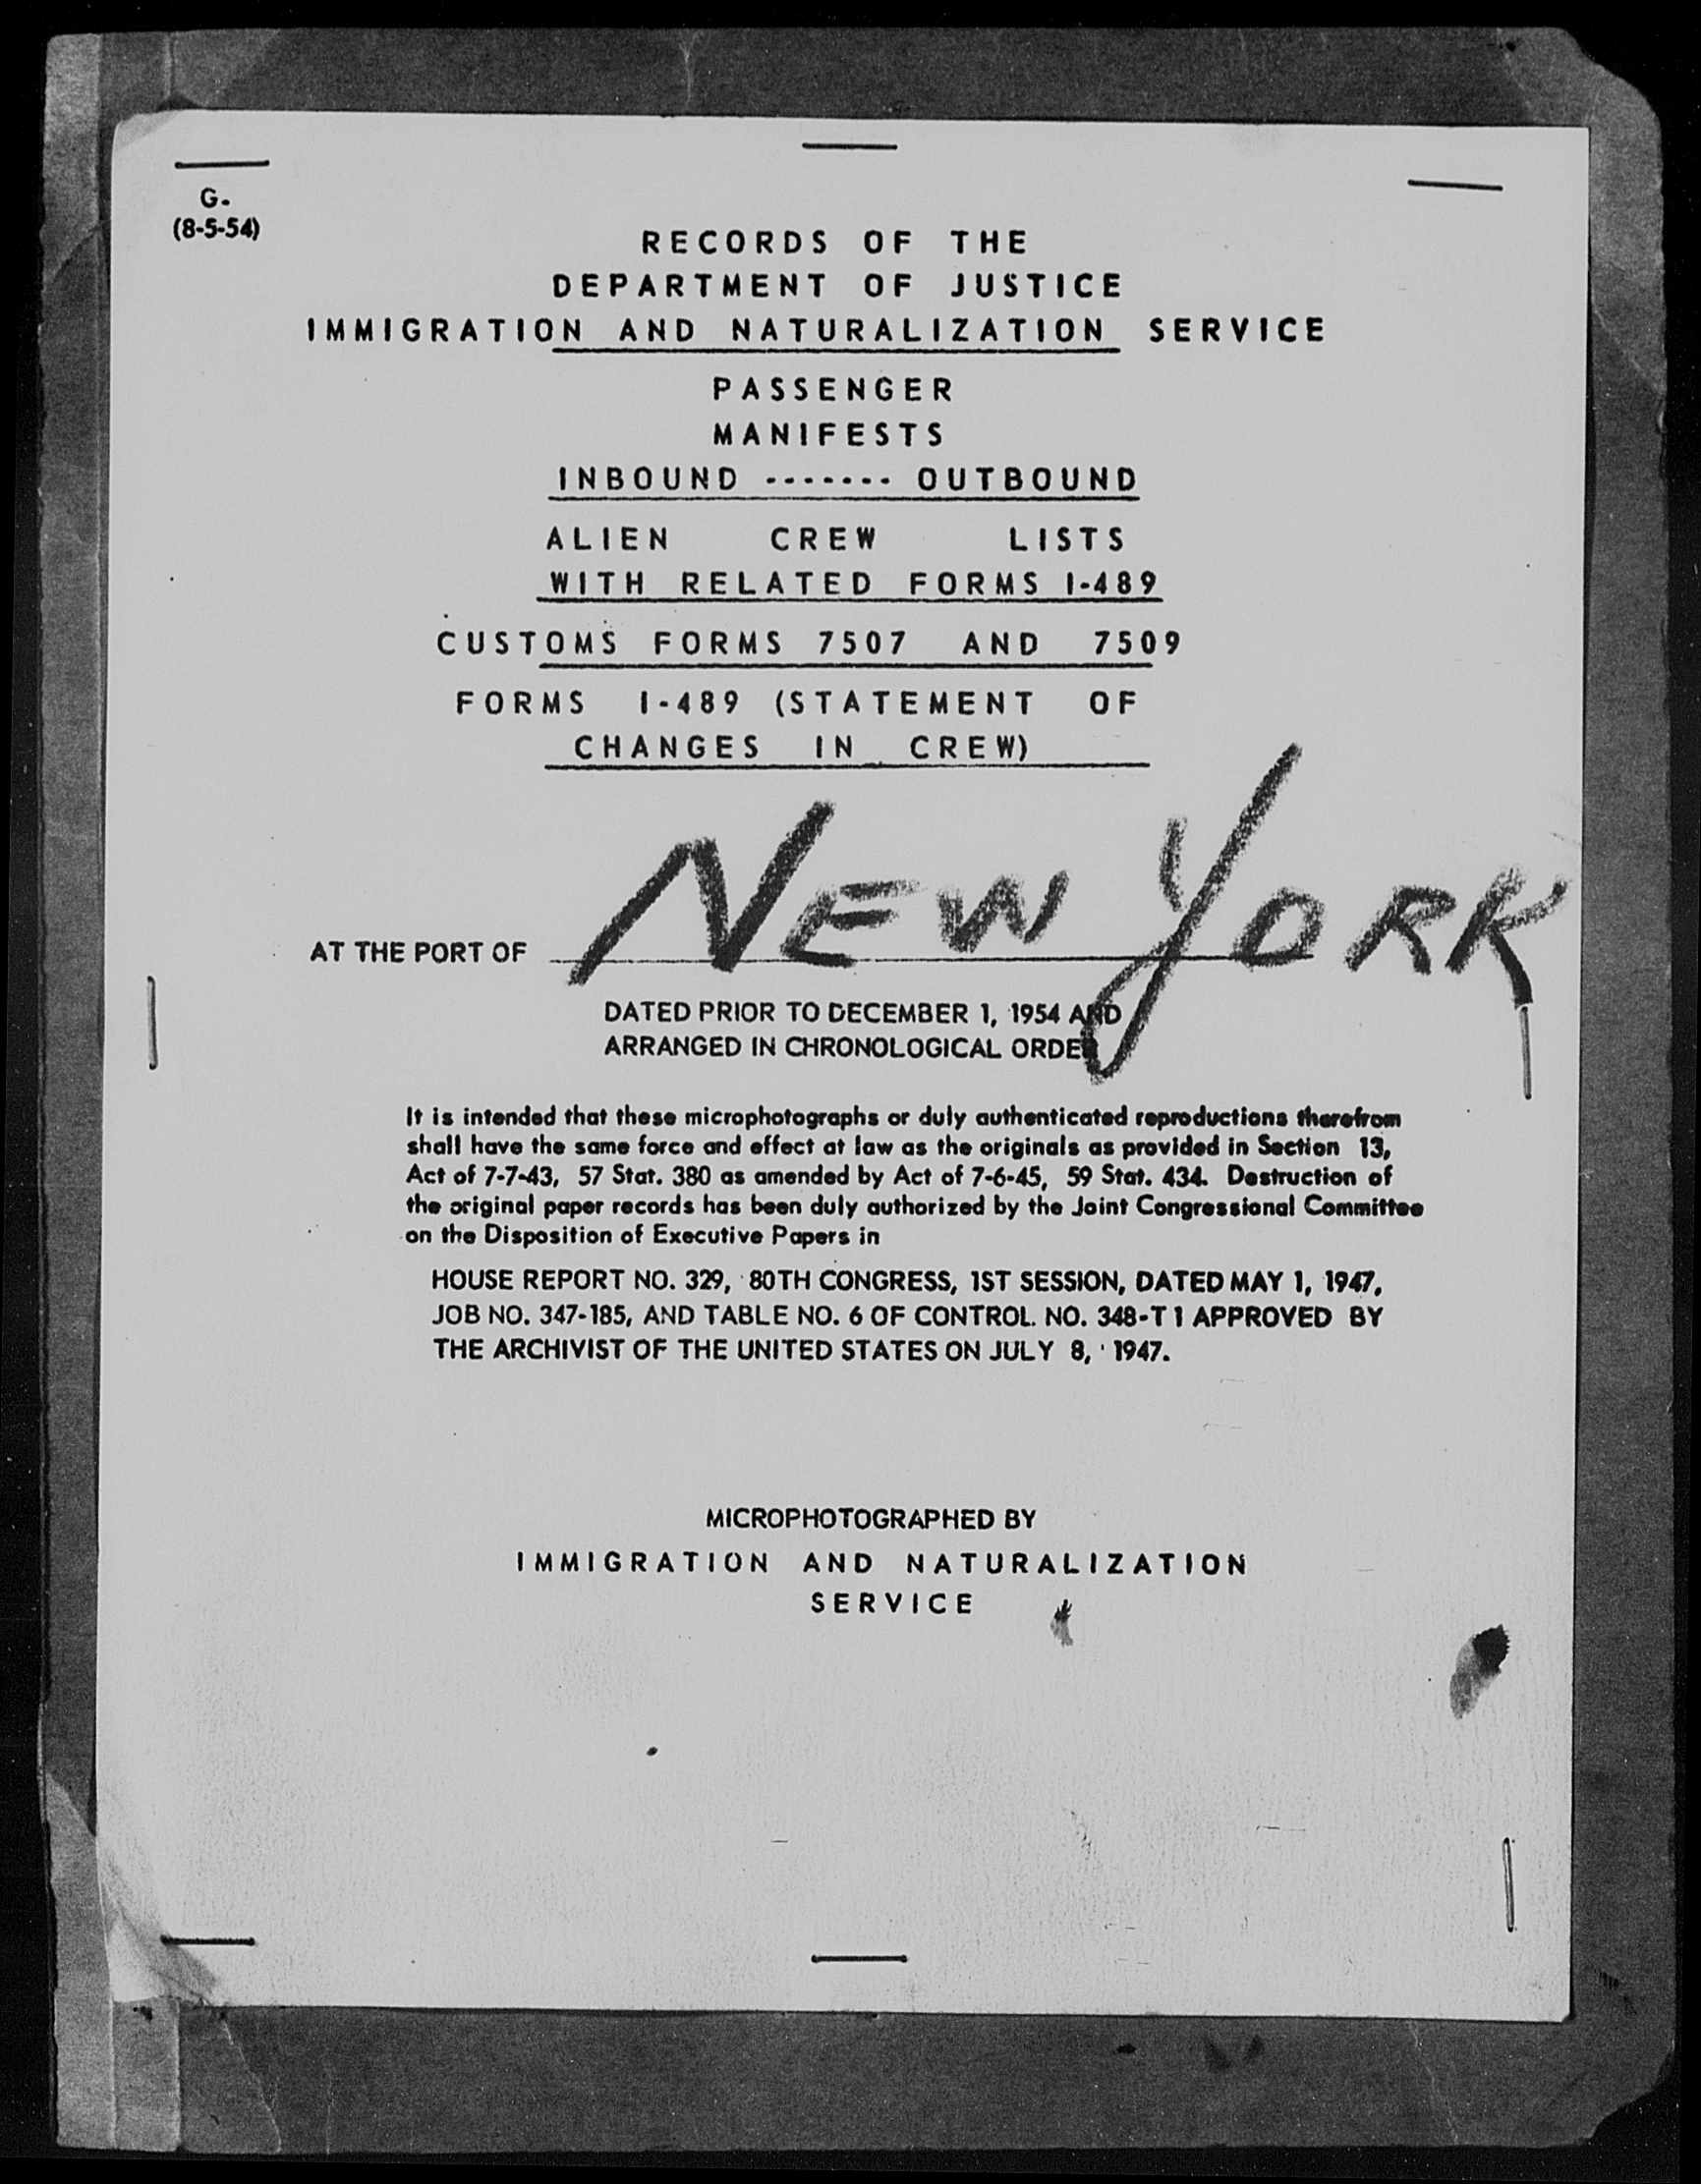 G.
(8-5-54)
RECORDS OF THE
DEPARTMENT OF JUSTICE
IMMIGRATION AND NATURALIZATION SERVICE
PASSENGER
MANIFESTS
INBOUND ------- OUTBOUND
ALIEN CREW LISTS
WITH RELATED FORMS I-489
CUSTOMS FORMS 7507 AND 7509
FORMS I-489 (STATEMENT OF
CHANGES IN CREW)
AT THE PORT OF NEW YORK
DATED PRIOR TO DECEMBER 1, 1954 AND
ARRANGED IN CHRONOLOGICAL ORDER
It is intended that these microphotographs or duly authenticated reproductions therefrom
shall have the same force and effect at law as the originals as provided in Section 13,
Act of 7-7-43, 57 Stat. 380 as amended by Act of 7-6-45, 59 Stat. 434. Destruction of
the original paper records has been duly authorized by the Joint Congressional Committee
on the Disposition of Executive Papers in
HOUSE REPORT NO. 329, 80TH CONGRESS, 1ST SESSION, DATED MAY 1, 1947,
JOB NO. 347-185, AND TABLE NO. 6 OF CONTROL NO. 348-T 1 APPROVED BY
THE ARCHIVIST OF THE UNITED STATES ON JULY 8, 1947.
MICROPHOTOGRAPHED BY
IMMIGRATION AND NATURALIZATION
SERVICE